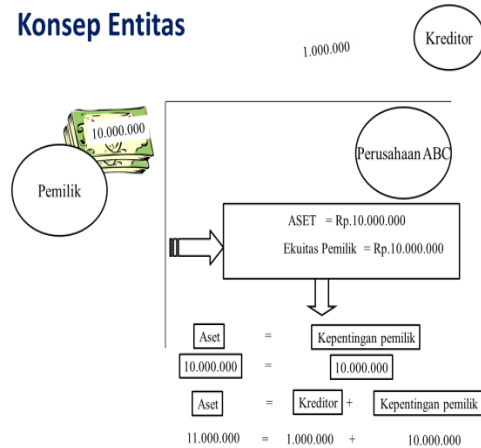 Konsep Entitas
1.000.000
Kreditor
10.000.000
Pemilik
Perusahaan ABC
ASET = Rp.10.000.000
Ekuitas Pemilik = Rp.10.000.000
Aset = Kepentingan pemilik
10.000.000 = 10.000.000
Aset = Kreditor + Kepentingan pemilik
11.000.000 = 1.000.000 + 10.000.000